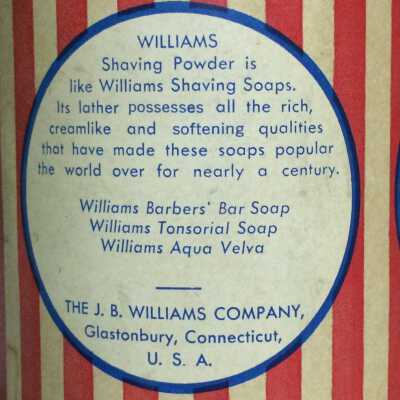 WILLIAMS
Shaving Powder is
like Williams Shaving Soaps.
Its lather possesses all the rich,
creamlike and softening qualities
that have made these soaps popular
the world over for nearly a century.
Williams Barbers' Bar Soap
Williams Tonsorial Soap
Williams Aqua Velva
THE J. B. WILLIAMS COMPANY,
Glastonbury, Connecticut,
U. S. A.